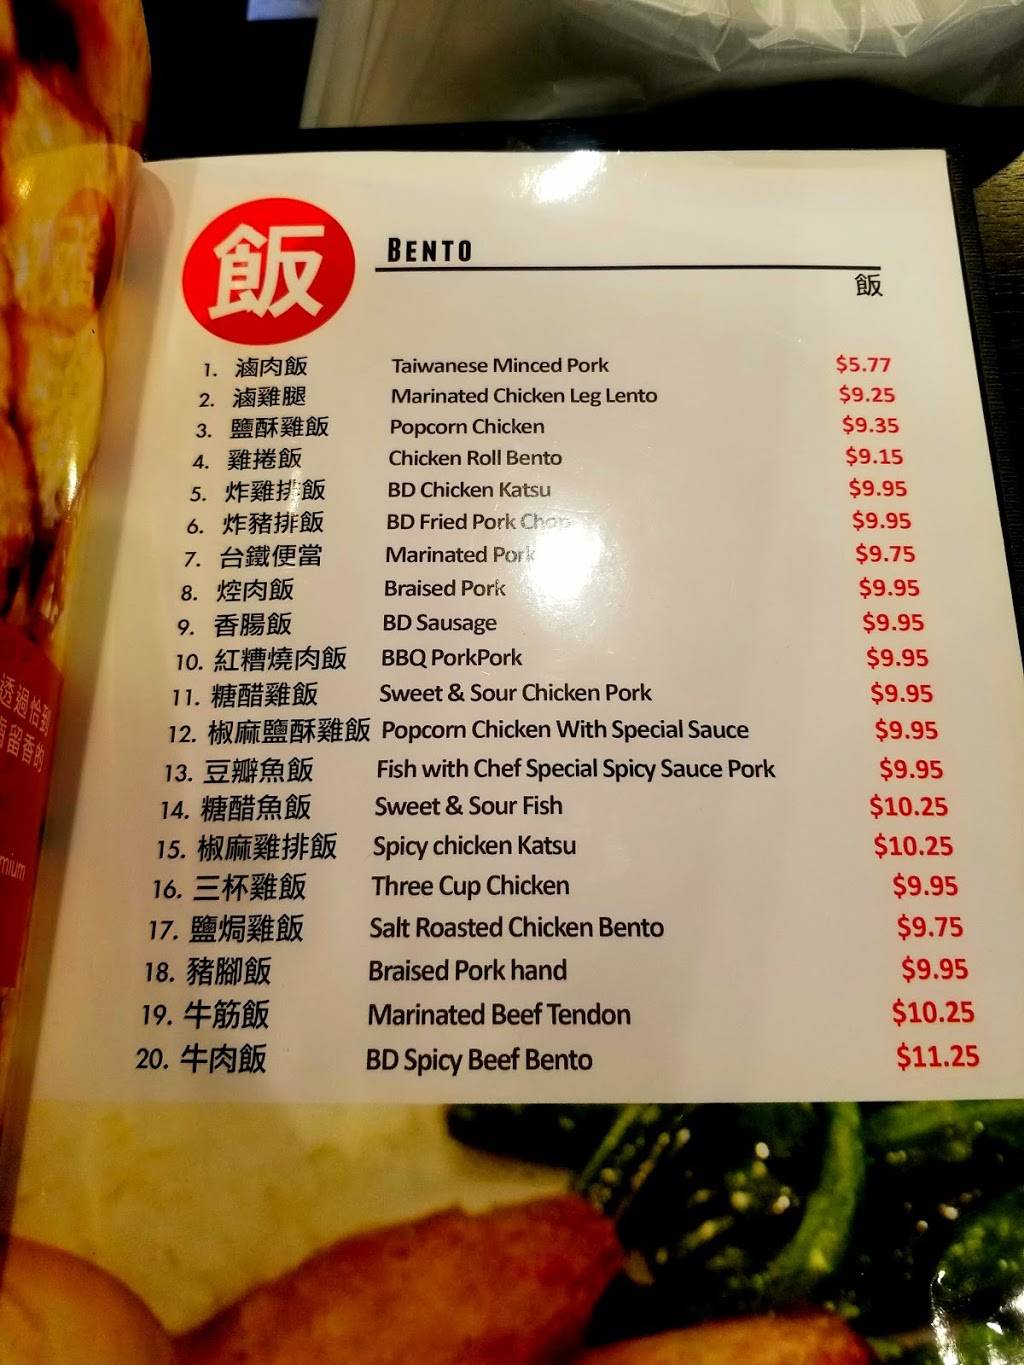 飯
BENTO
飯
1. 滷肉飯 Taiwanese Minced Pork $5.77
2. 滷雞腿 Marinated Chicken Leg Lento $9.25
3. 鹽酥雞飯 Popcorn Chicken $9.35
4. 雞捲飯 Chicken Roll Bento $9.15
5. 炸雞排飯 BD Chicken Katsu $9.95
6. 炸豬排飯 BD Fried Pork Chop $9.95
7. 台鐵便當 Marinated Pork $9.75
8. 焢肉飯 Braised Pork $9.95
9. 香腸飯 BD Sausage $9.95
10. 紅糟燒肉飯 BBQ PorkPork $9.95
11. 糖醋雞飯 Sweet & Sour Chicken Pork $9.95
12. 椒麻鹽酥雞飯 Popcorn Chicken With Special Sauce $9.95
13. 豆瓣魚飯 Fish with Chef Special Spicy Sauce Pork $9.95
14. 糖醋魚飯 Sweet & Sour Fish $10.25
15. 椒麻雞排飯 Spicy chicken Katsu $10.25
16. 三杯雞飯 Three Cup Chicken $9.95
17. 鹽焗雞飯 Salt Roasted Chicken Bento $9.75
18. 豬腳飯 Braised Pork hand $9.95
19. 牛筋飯 Marinated Beef Tendon $10.25
20. 牛肉飯 BD Spicy Beef Bento $11.25
透過恰到
留香的
mium